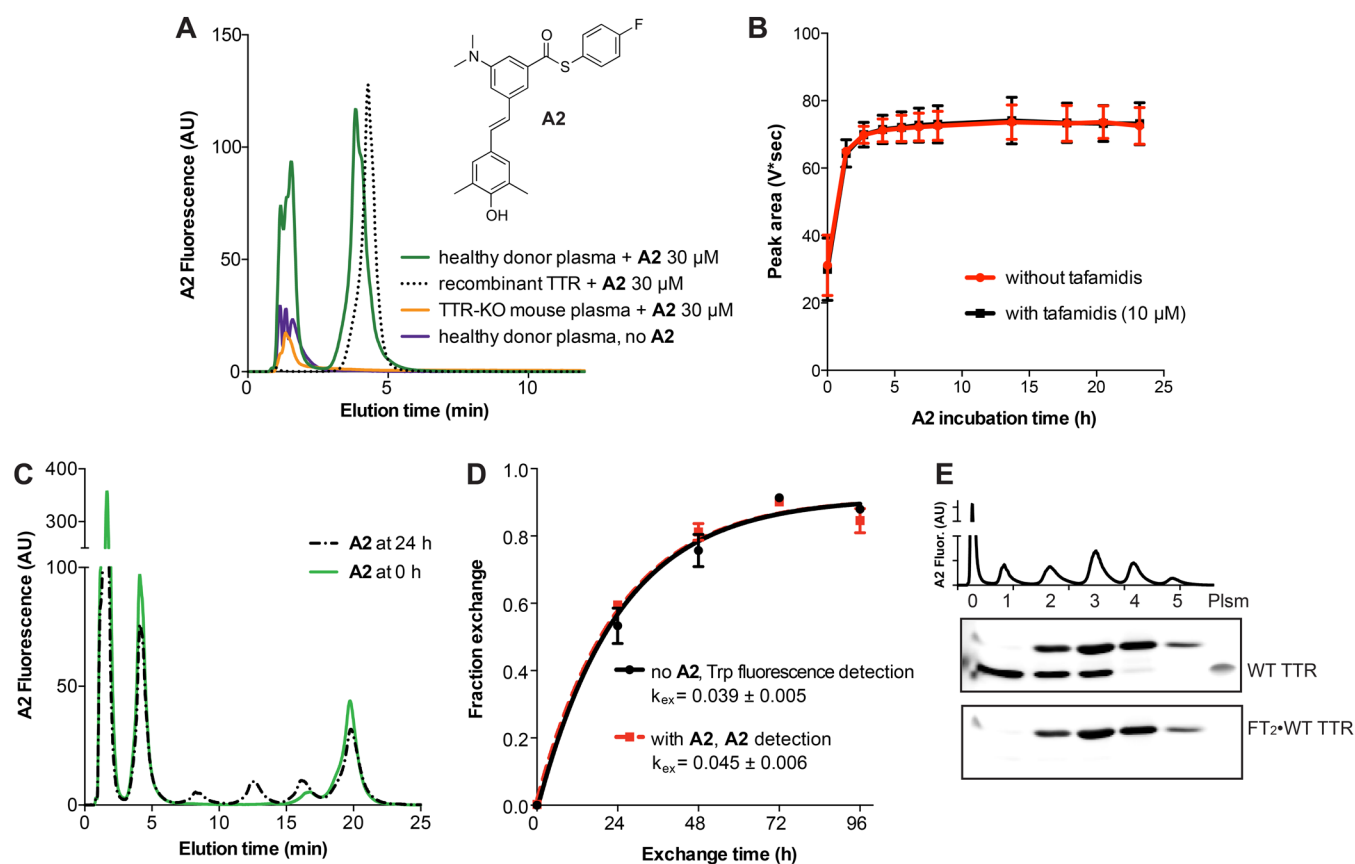 A
A2 Fluorescence (AU)
150
100
50
0
0
5
10
Elution time (min)
N
O
S
F
A2
OH
healthy donor plasma + A2 30 µM
recombinant TTR + A2 30 µM
TTR-KO mouse plasma + A2 30 µM
healthy donor plasma, no A2
B
Peak area (V*sec)
100
80
60
40
20
0
0
5
10
15
20
25
A2 incubation time (h)
without tafamidis
with tafamidis (10 µM)
C
A2 Fluorescence (AU)
400
300
100
50
0
0
5
10
15
20
25
Elution time (min)
A2 at 24 h
A2 at 0 h
D
Fraction exchange
1.0
0.8
0.6
0.4
0.2
0.0
0
24
48
72
96
Exchange time (h)
no A2, Trp fluorescence detection
kex = 0.039 ± 0.005
with A2, A2 detection
kex = 0.045 ± 0.006
E
A2 Fluor. (AU)
0 1 2 3 4 5 Plsm
WT TTR
FT2•WT TTR